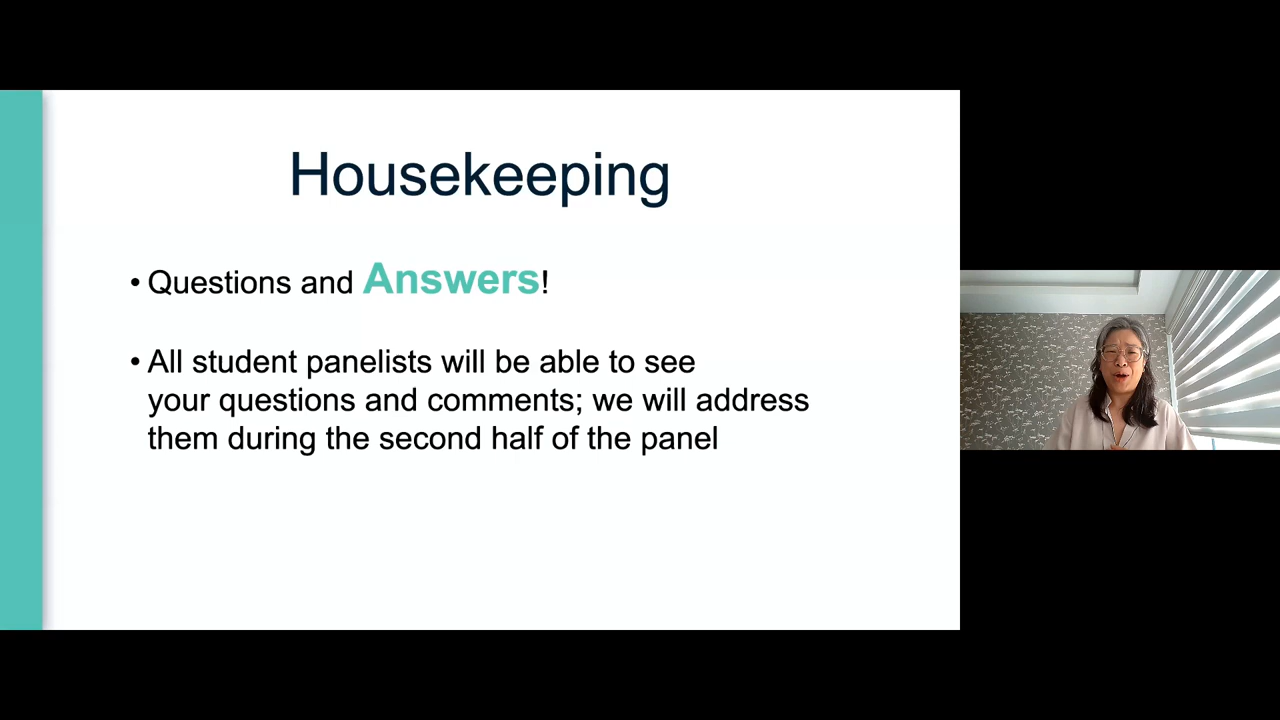 Housekeeping
• Questions and Answers!
• All student panelists will be able to see
your questions and comments; we will address
them during the second half of the panel